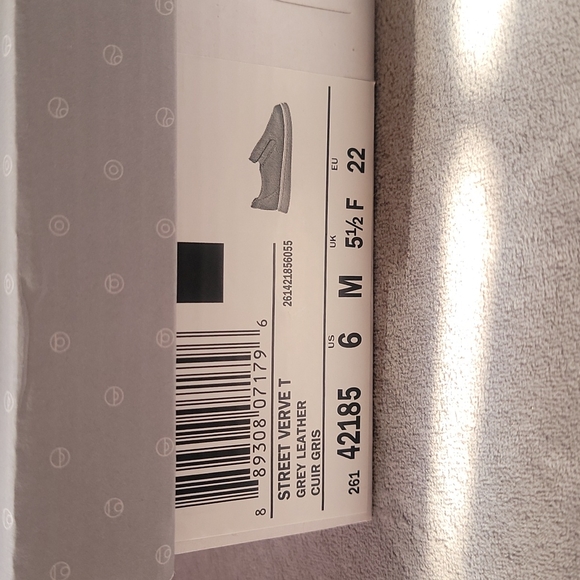 261421856055
8 89308 07179 6
STREET VERVE T
GREY LEATHER
CUIR GRIS
US UK EU
261 42185 6 M 5½ F 22